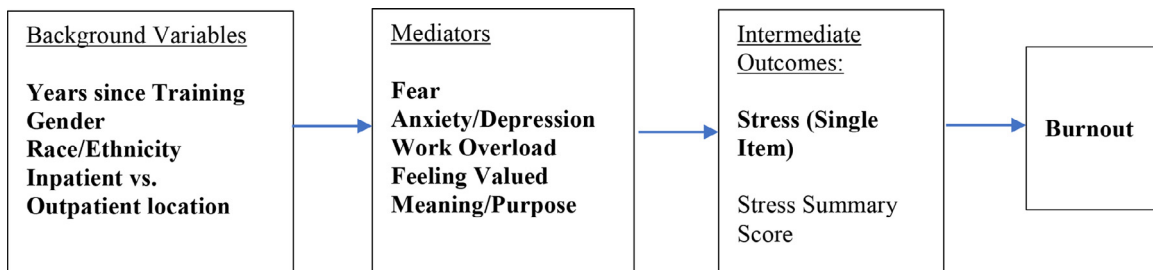 Background Variables
Years since Training
Gender
Race/Ethnicity
Inpatient vs.
Outpatient location
Mediators
Fear
Anxiety/Depression
Work Overload
Feeling Valued
Meaning/Purpose
Intermediate
Outcomes:
Stress (Single
Item)
Stress Summary
Score
Burnout